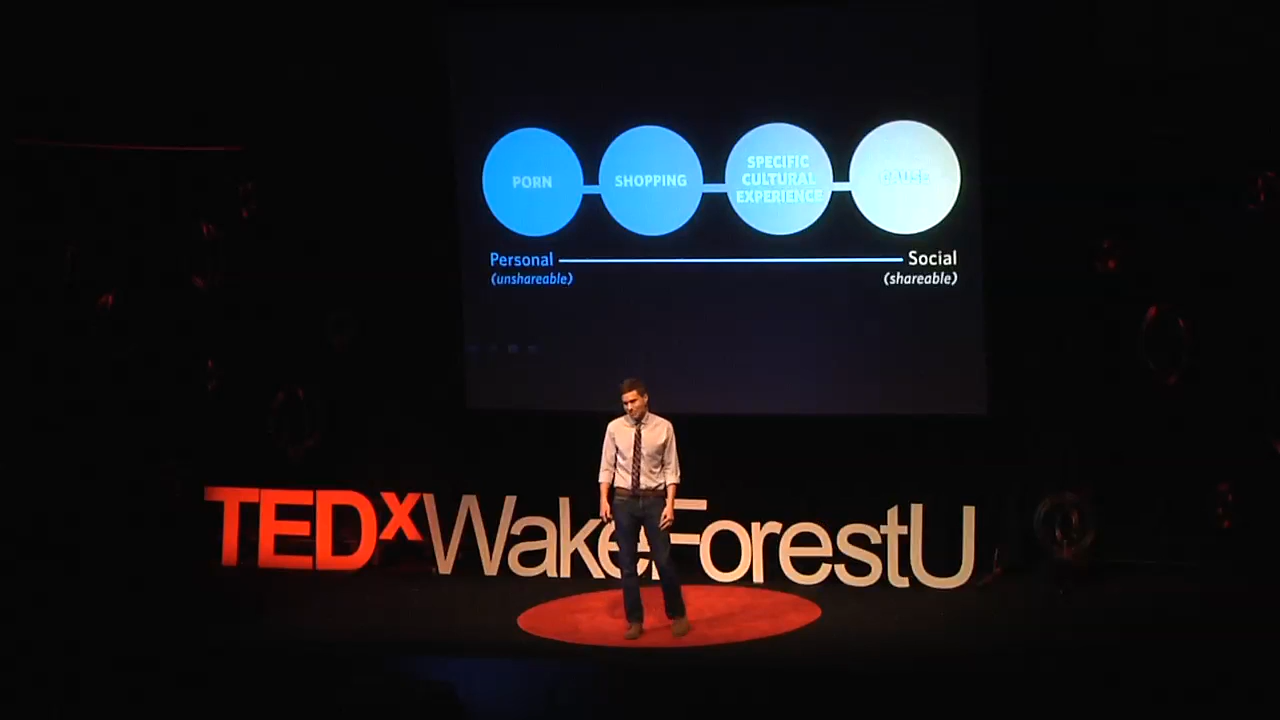 PORN
SHOPPING
SPECIFIC
CULTURAL
EXPERIENCE
Personal
(unshareable)
Social
(shareable)
TEDxWakeForestU